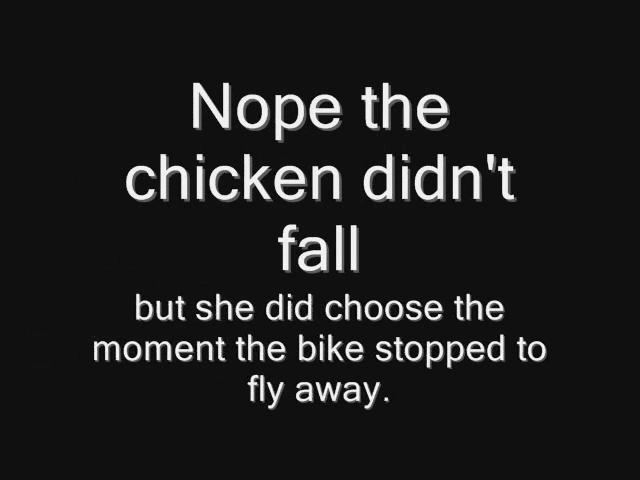 Nope the
chicken didn't
fall
but she did choose the
moment the bike stopped to
fly away.